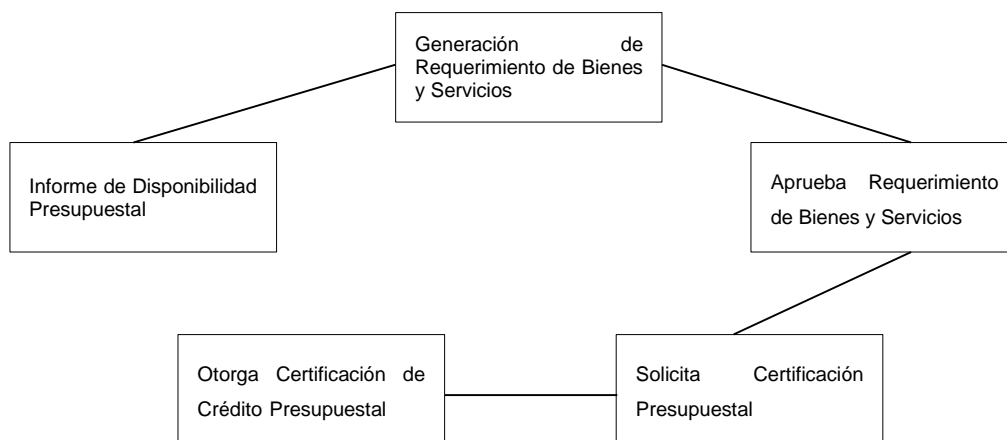 Generación de
Requerimiento de Bienes
y Servicios
Informe de Disponibilidad
Presupuestal
Aprueba Requerimiento
de Bienes y Servicios
Otorga Certificación de
Crédito Presupuestal
Solicita Certificación
Presupuestal